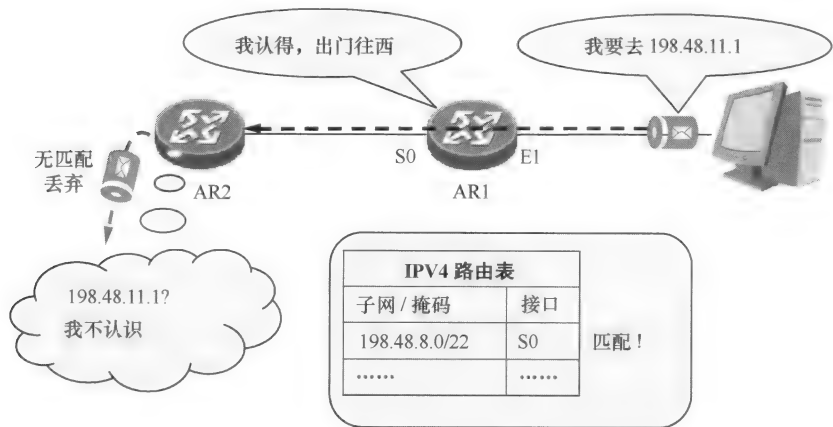 我认得，出门往西
我要去 198.48.11.1
无匹配
丢弃
AR2
S0
E1
AR1
198.48.11.1?
我不认识
IPV4 路由表
子网 / 掩码 接口
198.48.8.0/22 S0
匹配！
…… ……